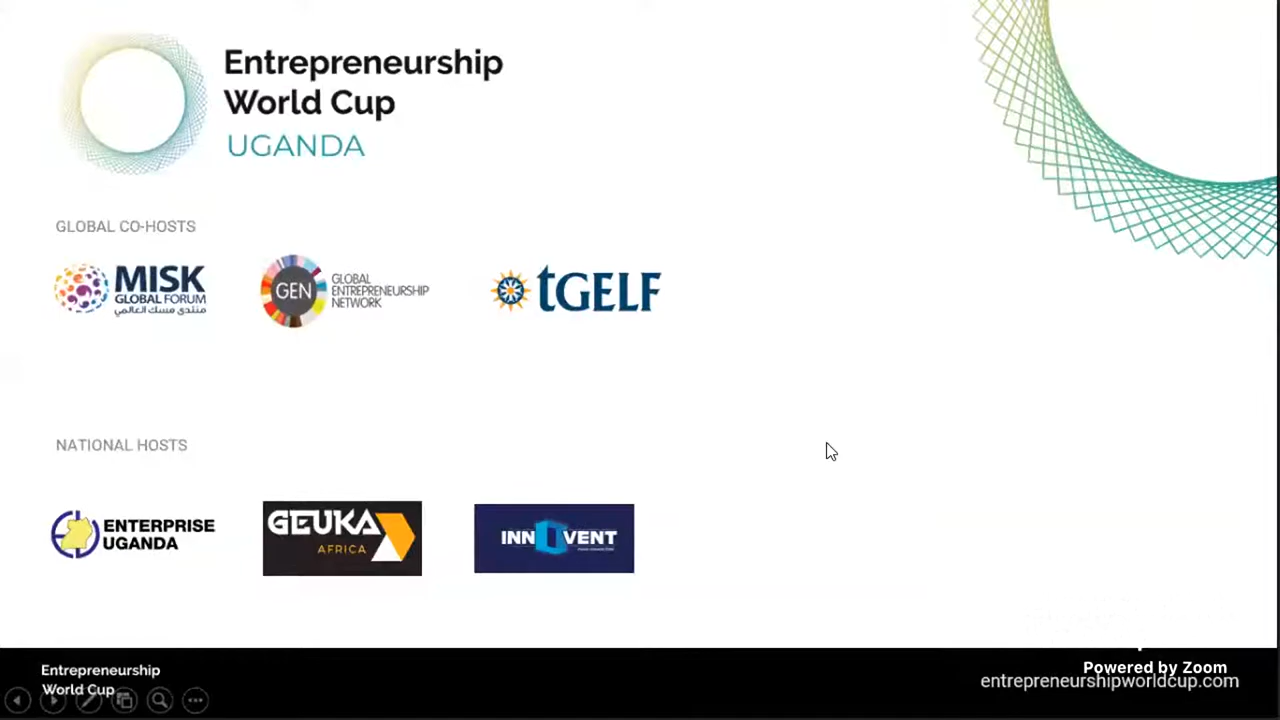 Entrepreneurship
World Cup
UGANDA
GLOBAL CO-HOSTS
MISK
GLOBAL FORUM
منتدى مسك العالمي
GEN
GLOBAL
ENTREPRENEURSHIP
NETWORK
tGELF
NATIONAL HOSTS
ENTERPRISE
UGANDA
GEUKA
AFRICA
INNOVENT
Entrepreneurship
World Cup
Powered by Zoom
entrepreneurshipworldcup.com